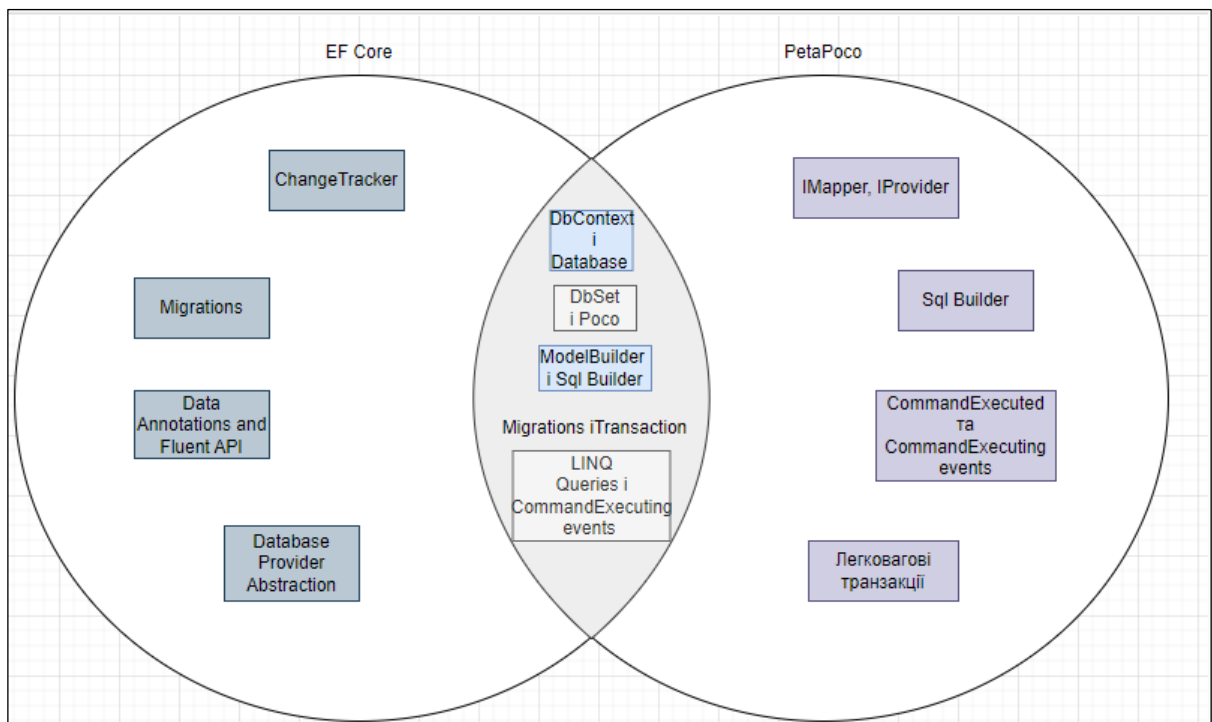 EF Core
PetaPoco
ChangeTracker
Migrations
Data
Annotations and
Fluent API
Database
Provider
Abstraction
DbContext
і
Database
DbSet
і Poco
ModelBuilder
і Sql Builder
Migrations іTransaction
LINQ
Queries і
CommandExecuting
events
IMapper, IProvider
Sql Builder
CommandExecuted
та
CommandExecuting
events
Легковагові
транзакції